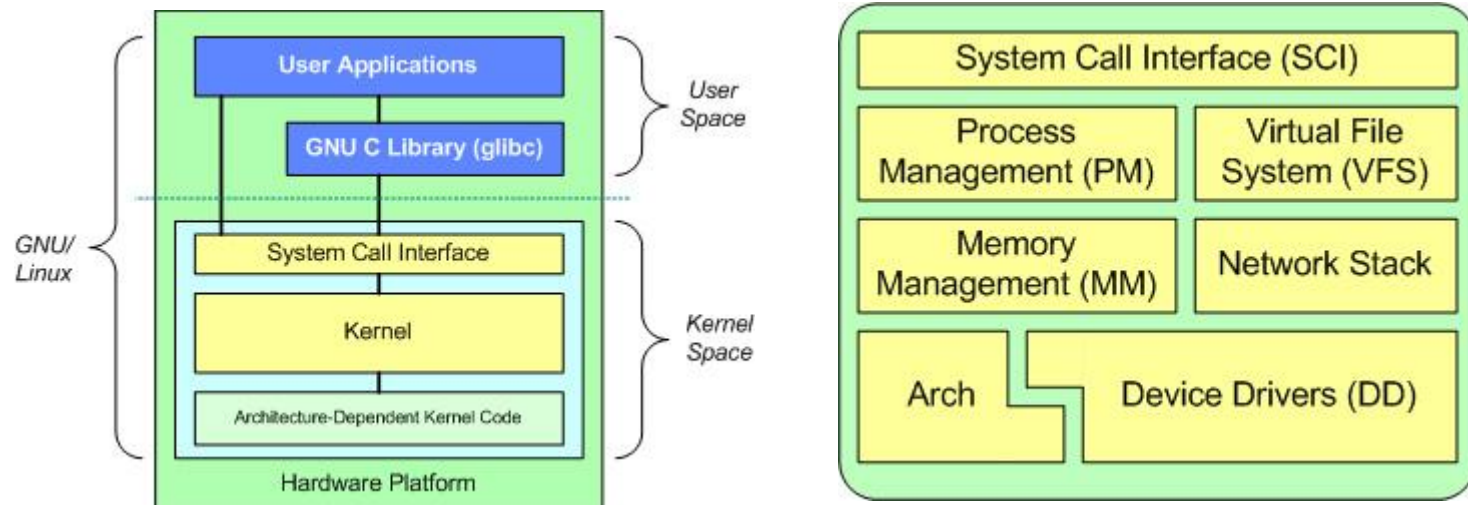 User Applications
GNU C Library (glibc)
User
Space
GNU/
Linux
System Call Interface
Kernel
Architecture-Dependent Kernel Code
Kernel
Space
Hardware Platform
System Call Interface (SCI)
Process
Management (PM)
Virtual File
System (VFS)
Memory
Management (MM)
Network Stack
Arch
Device Drivers (DD)